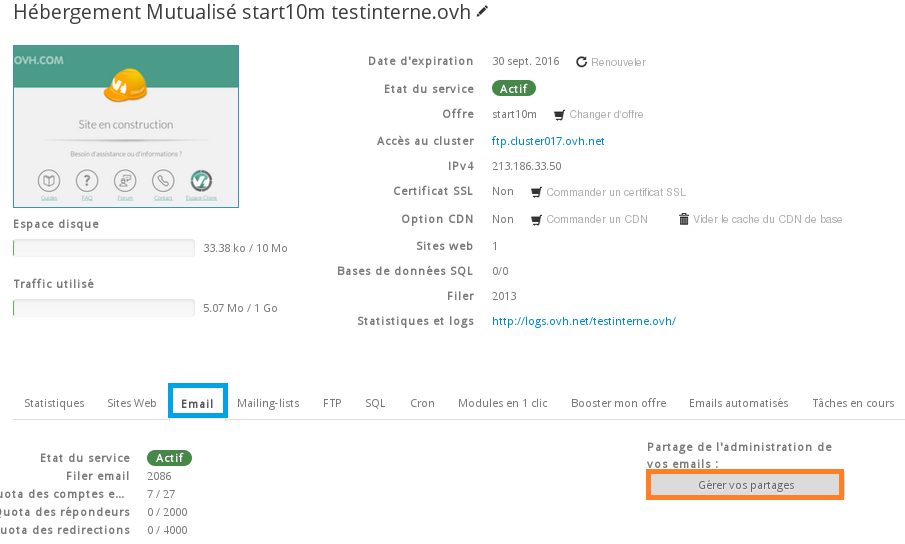 Hébergement Mutualisé start10m testinterne.ovh
OVH.COM
Site en construction
Besoin d'assistance ou d'informations ?
Guides FAQ Forum Contact Espace Client
Espace disque
33.38 ko / 10 Mo
Traffic utilisé
5.07 Mo / 1 Go
Date d'expiration 30 sept. 2016 Renouveler
Etat du service Actif
Offre start10m Changer d'offre
Accès au cluster ftp.cluster017.ovh.net
IPv4 213.186.33.50
Certificat SSL Non Commander un certificat SSL
Option CDN Non Commander un CDN Vider le cache du CDN de base
Sites web 1
Bases de données SQL 0/0
Filer 2013
Statistiques et logs http://logs.ovh.net/testinterne.ovh/
Statistiques Sites Web Email Mailing-lists FTP SQL Cron Modules en 1 clic Booster mon offre Emails automatisés Tâches en cours
Etat du service Actif
Filer email 2086
uota des comptes e... 7 / 27
Quota des répondeurs 0 / 2000
uota des redirections 0 / 4000
Partage de l'administration de
vos emails :
Gérer vos partages